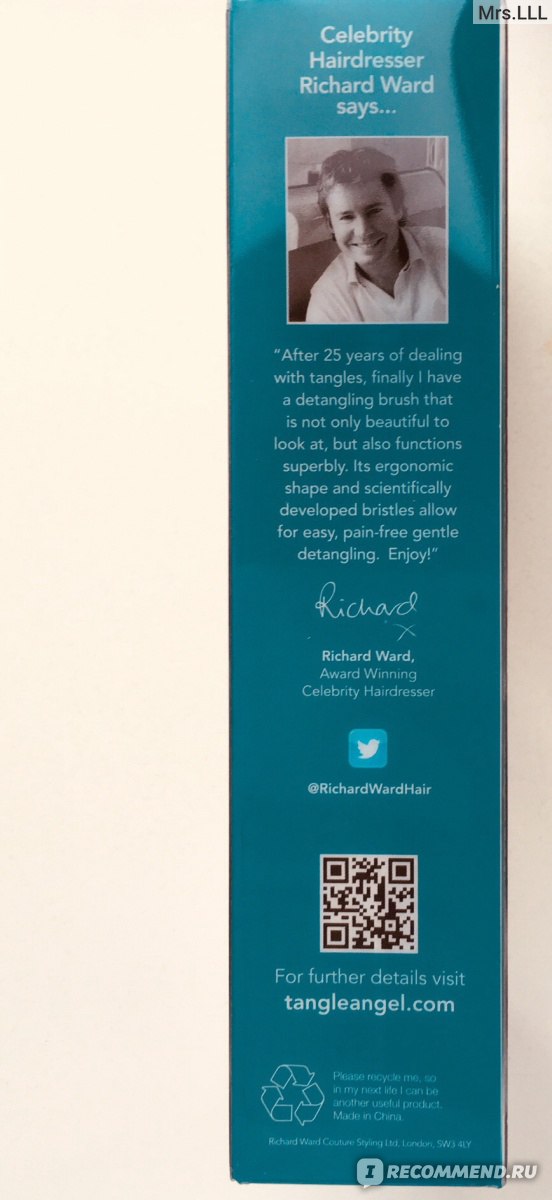 Mrs.LLL
Celebrity
Hairdresser
Richard Ward
says...
“After 25 years of dealing
with tangles, finally I have
a detangling brush that
is not only beautiful to
look at, but also functions
superbly. Its ergonomic
shape and scientifically
developed bristles allow
for easy, pain-free gentle
detangling. Enjoy!”
Richard
x
Richard Ward,
Award Winning
Celebrity Hairdresser
@RichardWardHair
For further details visit
tangleangel.com
Please recycle me, so
in my next life I can be
another useful product.
Made in China.
Richard Ward Couture Styling Ltd, London, SW3 4LY
I RECOMMEND.RU